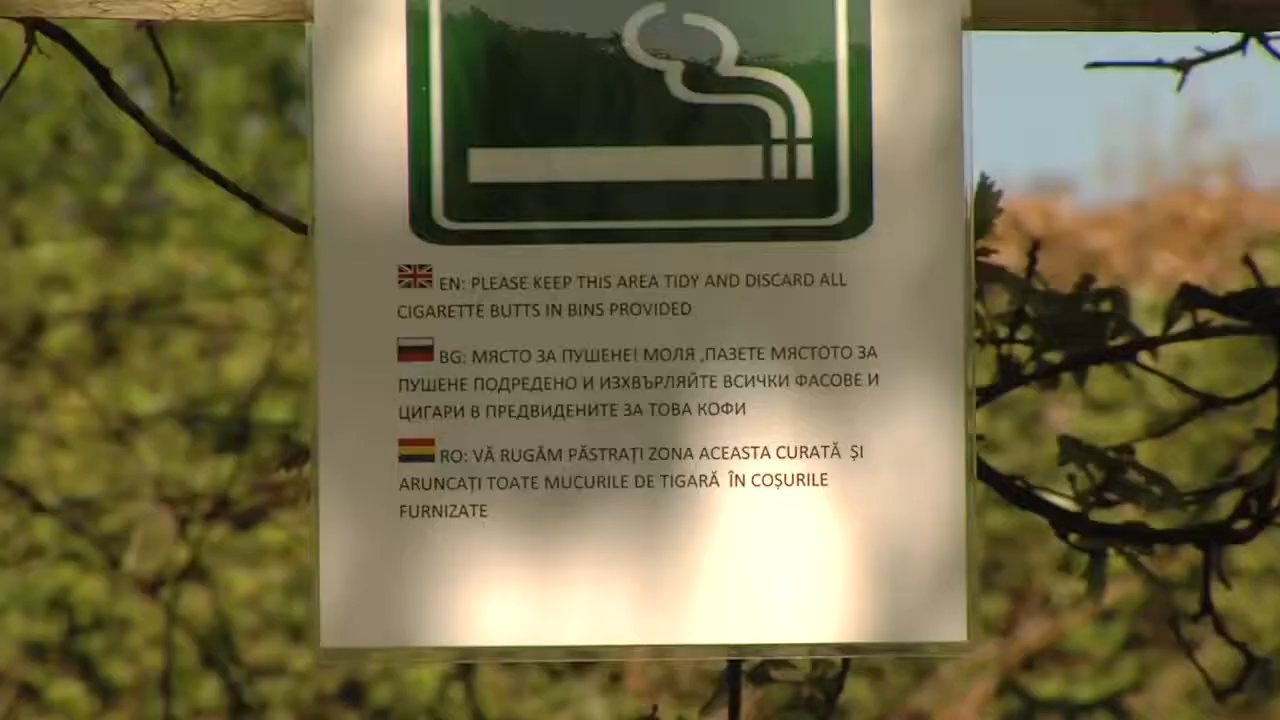 EN: PLEASE KEEP THIS AREA TIDY AND DISCARD ALL
CIGARETTE BUTTS IN BINS PROVIDED
BG: МЯСТО ЗА ПУШЕНЕ! МОЛЯ ,ПАЗЕТЕ МЯСТОТО ЗА
ПУШЕНЕ ПОДРЕДЕНО И ИЗХВЪРЛЯЙТЕ ВСИЧКИ ФАСОВЕ И
ЦИГАРИ В ПРЕДВИДЕНИТЕ ЗА ТОВА КОФИ
RO: VĂ RUGĂM PĂSTRAȚI ZONA ACEASTA CURATĂ ȘI
ARUNCAȚI TOATE MUCURILE DE TIGARĂ ÎN COȘURILE
FURNIZATE